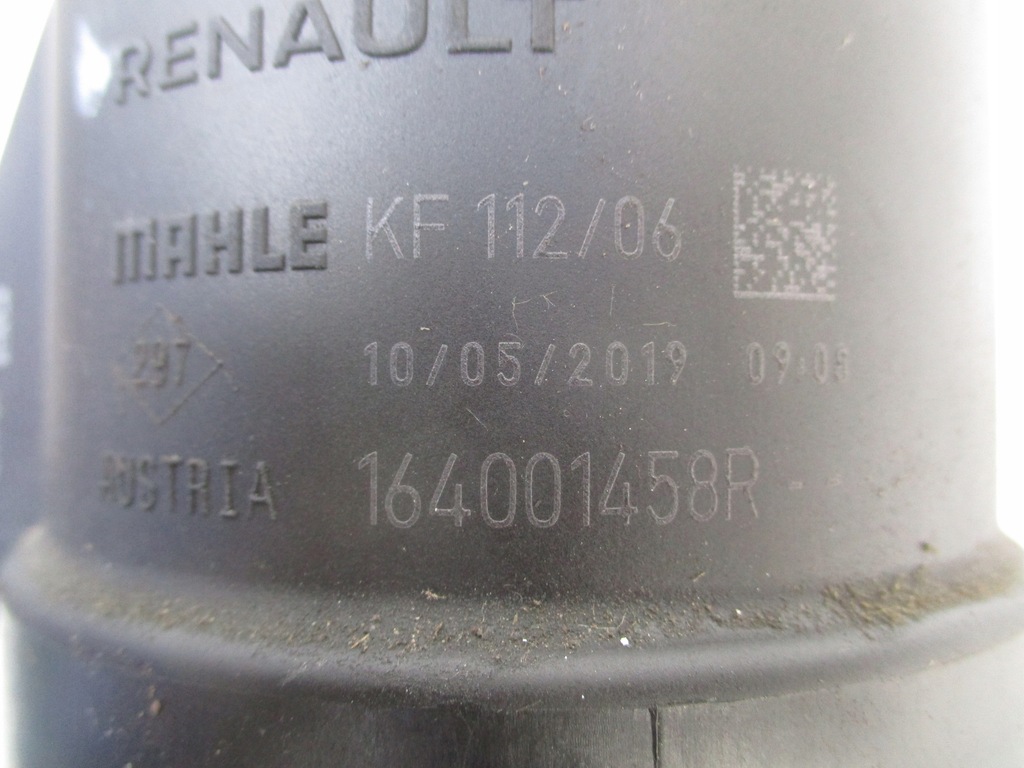 RENAULT
MAHLE KF 112/06
297 10/05/2019
AUSTRIA 164001458R--